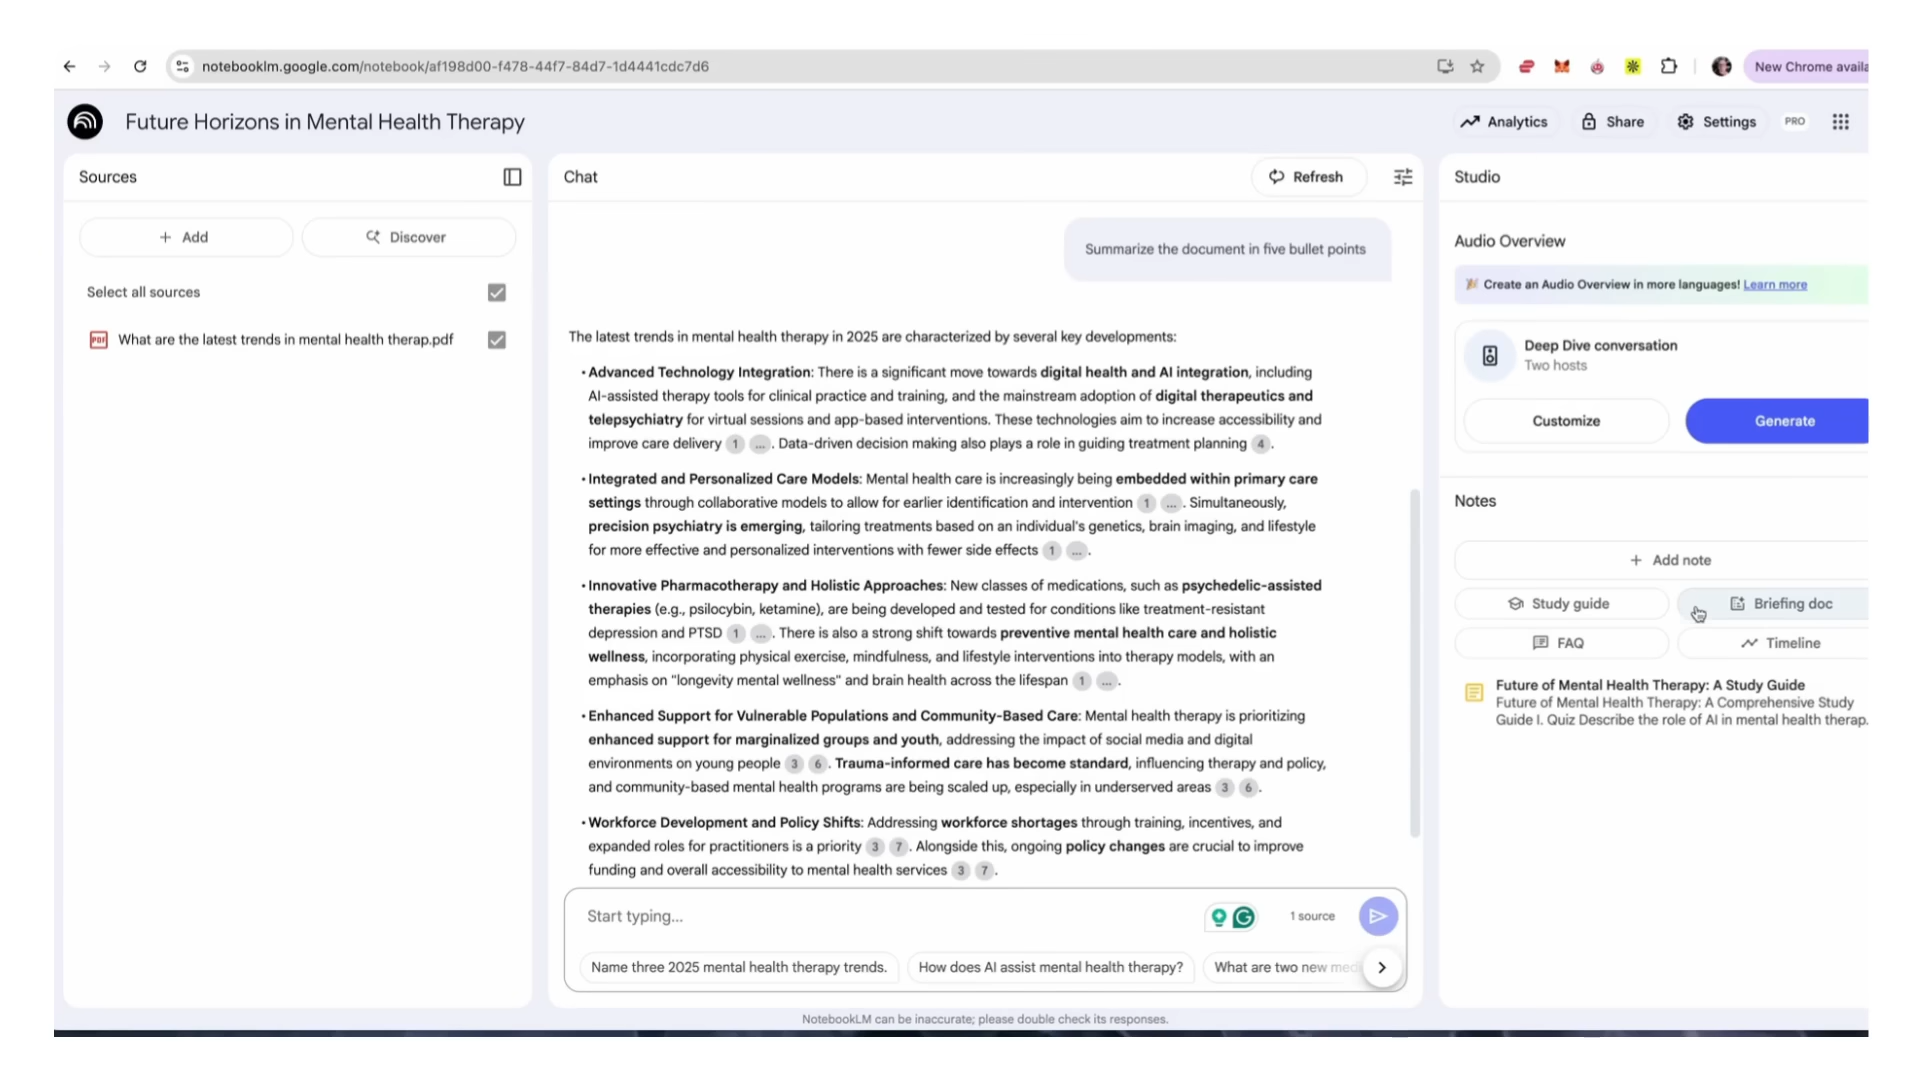 notebooklm.google.com/notebook/af198d00-f478-44f7-84d7-1d4441cdc7d6
New Chrome availa
Future Horizons in Mental Health Therapy
Analytics
Share
Settings
PRO
Sources
Chat
Refresh
Studio
+ Add
Discover
Select all sources
PDF
What are the latest trends in mental health therap.pdf
Summarize the document in five bullet points
The latest trends in mental health therapy in 2025 are characterized by several key developments:
• Advanced Technology Integration: There is a significant move towards digital health and AI integration, including
AI-assisted therapy tools for clinical practice and training, and the mainstream adoption of digital therapeutics and
telepsychiatry for virtual sessions and app-based interventions. These technologies aim to increase accessibility and
improve care delivery 1 ... . Data-driven decision making also plays a role in guiding treatment planning 4 .
• Integrated and Personalized Care Models: Mental health care is increasingly being embedded within primary care
settings through collaborative models to allow for earlier identification and intervention 1 ... . Simultaneously,
precision psychiatry is emerging, tailoring treatments based on an individual's genetics, brain imaging, and lifestyle
for more effective and personalized interventions with fewer side effects 1 ... .
• Innovative Pharmacotherapy and Holistic Approaches: New classes of medications, such as psychedelic-assisted
therapies (e.g., psilocybin, ketamine), are being developed and tested for conditions like treatment-resistant
depression and PTSD 1 ... . There is also a strong shift towards preventive mental health care and holistic
wellness, incorporating physical exercise, mindfulness, and lifestyle interventions into therapy models, with an
emphasis on "longevity mental wellness" and brain health across the lifespan 1 ... .
• Enhanced Support for Vulnerable Populations and Community-Based Care: Mental health therapy is prioritizing
enhanced support for marginalized groups and youth, addressing the impact of social media and digital
environments on young people 3 6 . Trauma-informed care has become standard, influencing therapy and policy,
and community-based mental health programs are being scaled up, especially in underserved areas 3 6 .
• Workforce Development and Policy Shifts: Addressing workforce shortages through training, incentives, and
expanded roles for practitioners is a priority 3 7 . Alongside this, ongoing policy changes are crucial to improve
funding and overall accessibility to mental health services 3 7 .
Start typing...
1 source
Name three 2025 mental health therapy trends.
How does AI assist mental health therapy?
What are two new med
NotebookLM can be inaccurate; please double check its responses.
Audio Overview
Create an Audio Overview in more languages! Learn more
Deep Dive conversation
Two hosts
Customize
Generate
Notes
+ Add note
Study guide
Briefing doc
FAQ
Timeline
Future of Mental Health Therapy: A Study Guide
Future of Mental Health Therapy: A Comprehensive Study
Guide I. Quiz Describe the role of AI in mental health therap.